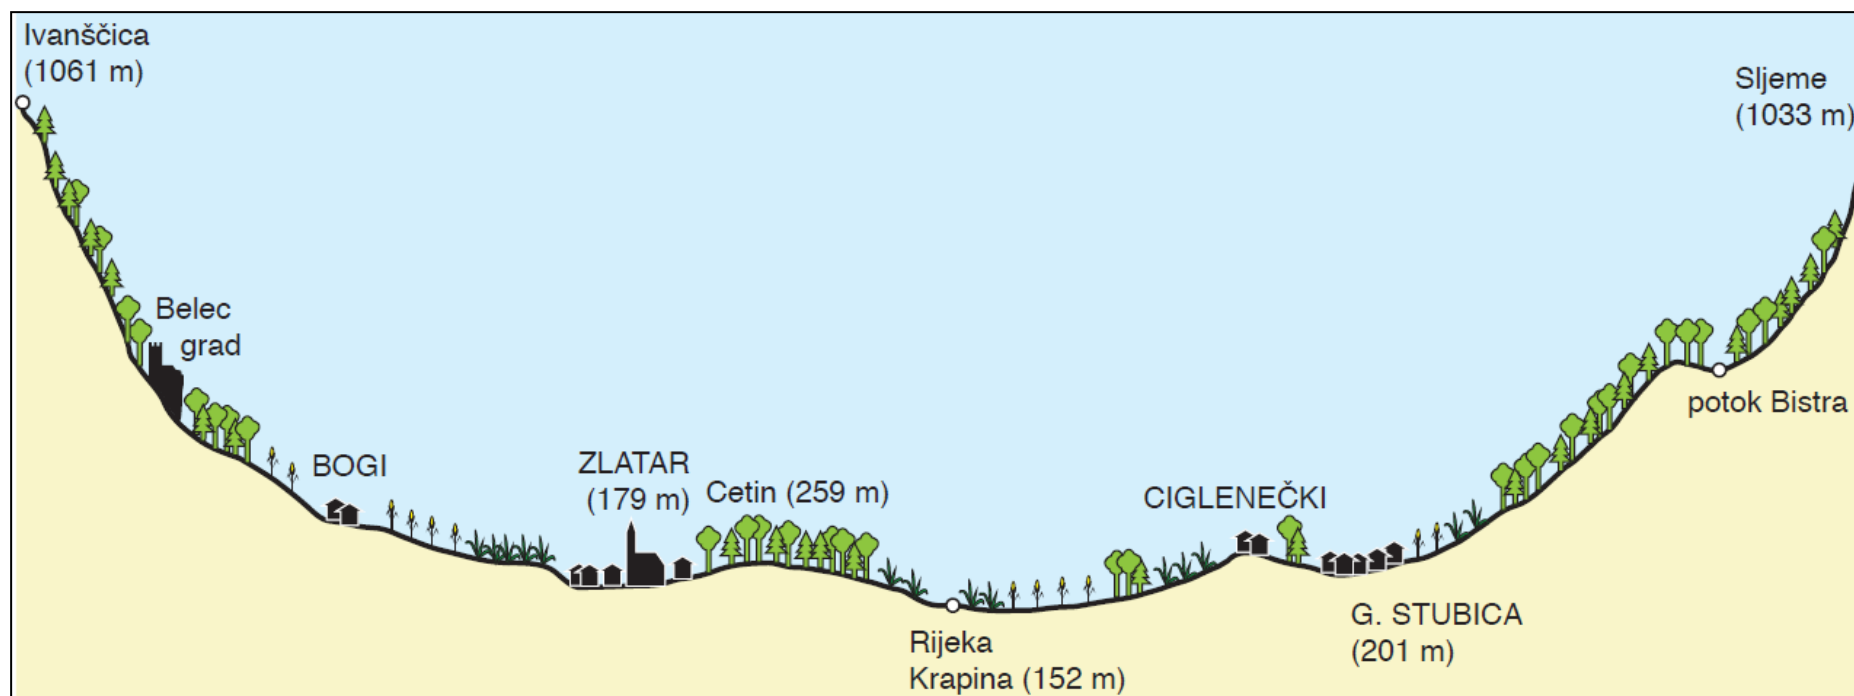 Ivanščica
(1061 m)
Sljeme
(1033 m)
Belec
grad
potok Bistra
BOGI
ZLATAR
(179 m)
Cetin (259 m)
CIGLENEČKI
G. STUBICA
(201 m)
Rijeka
Krapina (152 m)